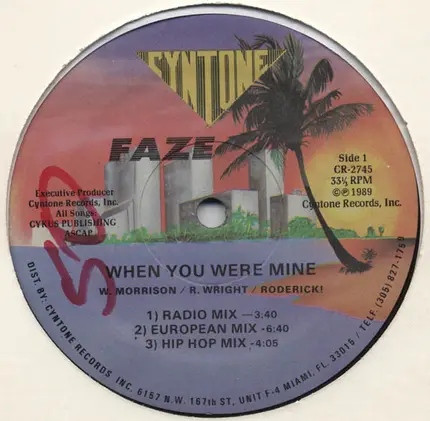 CYNTONE
FAZE
Side 1
CR-2745
33⅓ RPM
©℗ 1989
Cyntone Records, Inc.
Executive Producer
Cyntone Records, Inc.
All Songs:
CYKUS PUBLISHING
ASCAP
WHEN YOU WERE MINE
W. MORRISON / R. WRIGHT / RODERICK!
1) RADIO MIX —3:40
2) EUROPEAN MIX -6:40
3) HIP HOP MIX -4:05
DIST. BY: CYNTONE RECORDS INC. 6157 N.W. 167th ST, UNIT F-4 MIAMI, FL. 33015 / TELF. (305) 827-1759